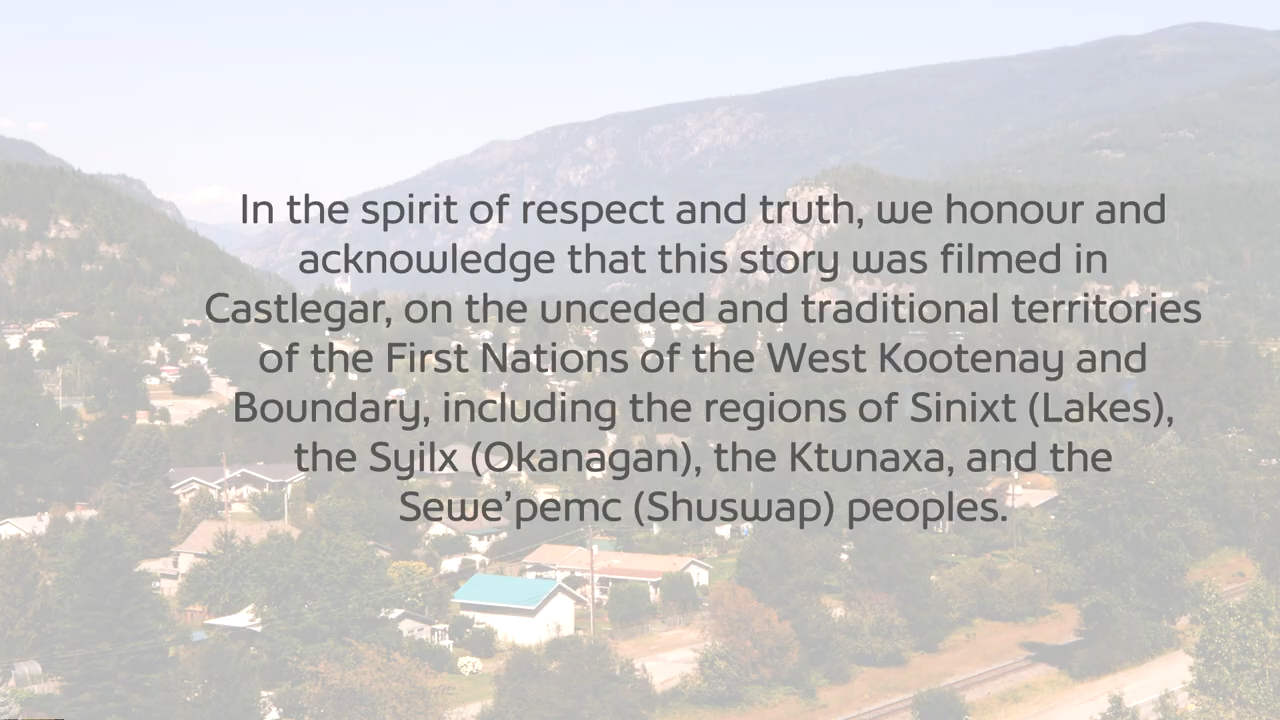 In the spirit of respect and truth, we honour and
acknowledge that this story was filmed in
Castlegar, on the unceded and traditional territories
of the First Nations of the West Kootenay and
Boundary, including the regions of Sinixt (Lakes),
the Syilx (Okanagan), the Ktunaxa, and the
Sewe’pemc (Shuswap) peoples.